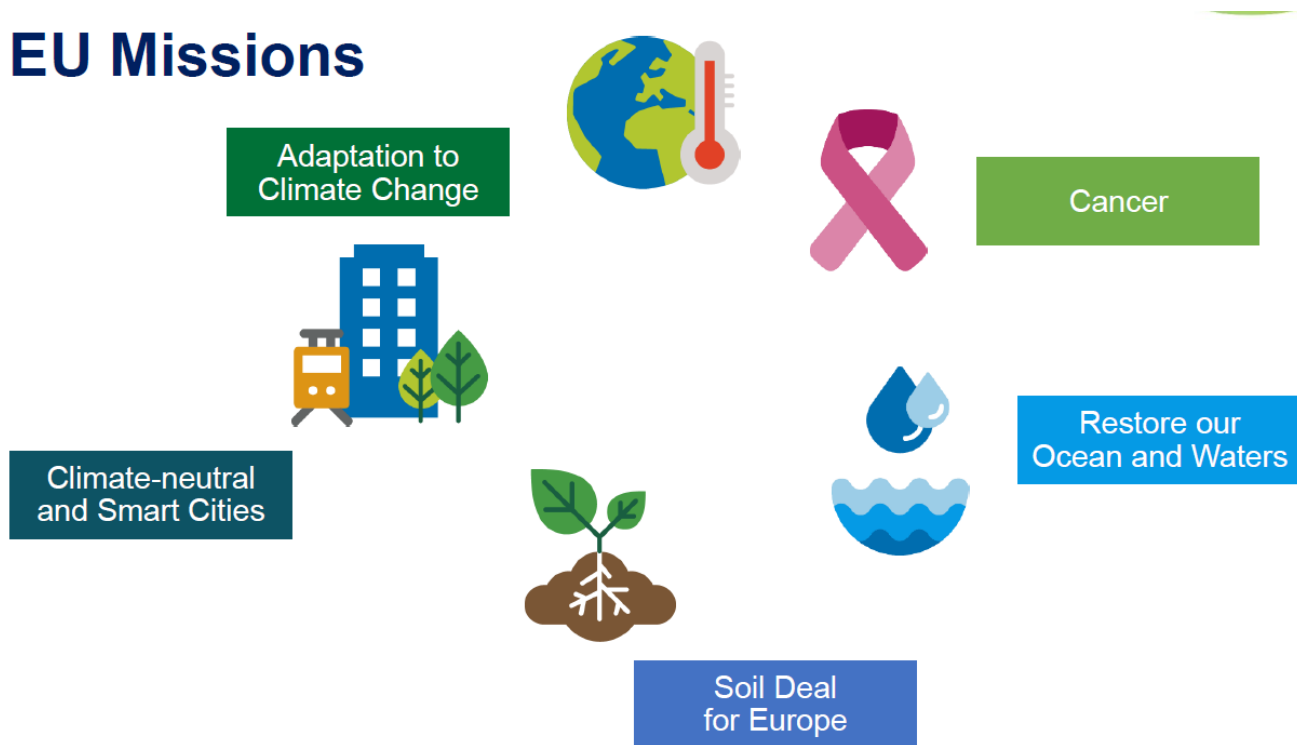 EU Missions
Adaptation to
Climate Change
Cancer
Restore our
Ocean and Waters
Climate-neutral
and Smart Cities
Soil Deal
for Europe